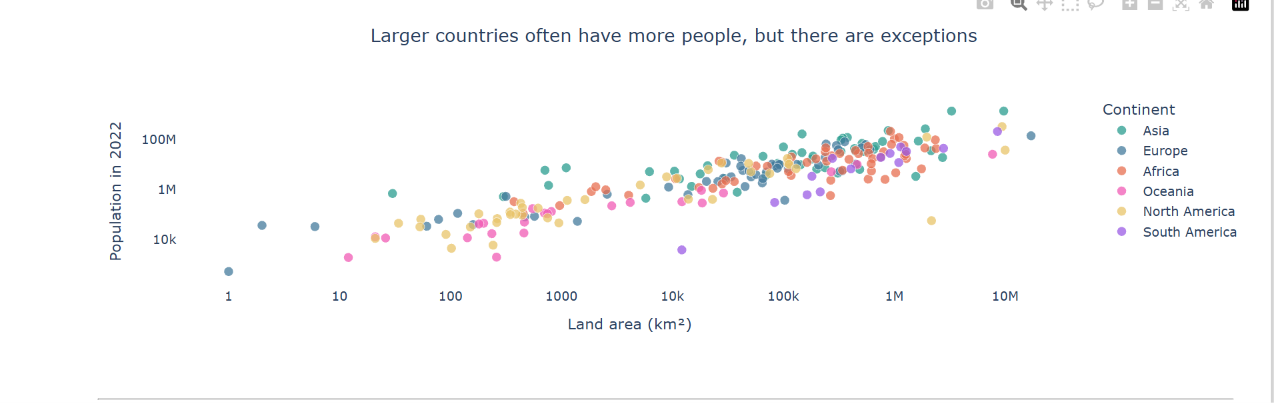 Larger countries often have more people, but there are exceptions
Continent
Asia
Europe
Africa
Oceania
North America
South America
Population in 2022
100M
1M
10k
1
10
100
1000
10k
100k
1M
10M
Land area (km²)